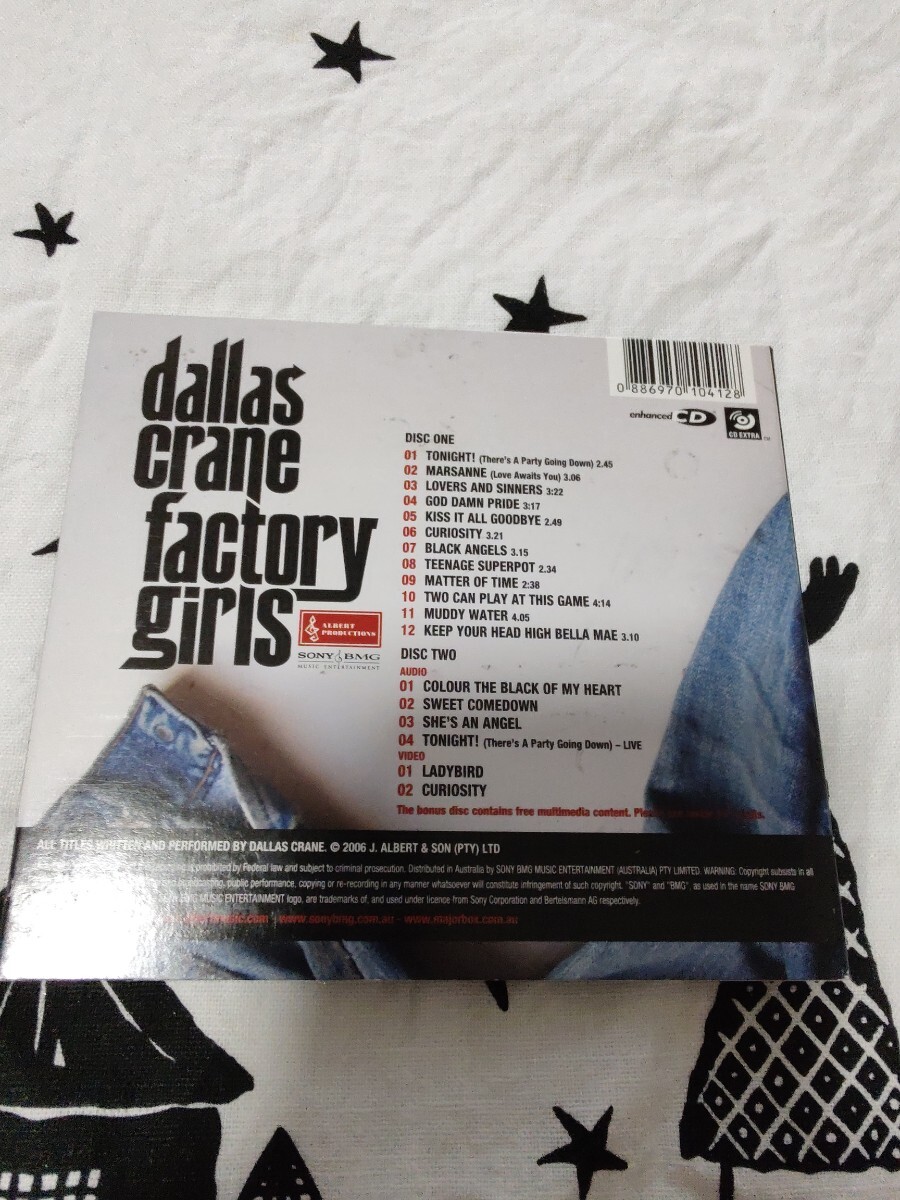 dallas
crane
factory
girls
ALBERT
PRODUCTIONS
SONY BMG
MUSIC ENTERTAINMENT
0 886970 104128
enhanced CD
CD EXTRA
DISC ONE
01 TONIGHT! (There's A Party Going Down) 2.45
02 MARSANNE (Love Awaits You) 3.06
03 LOVERS AND SINNERS 3:22
04 GOD DAMN PRIDE 3:17
05 KISS IT ALL GOODBYE 2.49
06 CURIOSITY 3.21
07 BLACK ANGELS 3.15
08 TEENAGE SUPERPOT 2.34
09 MATTER OF TIME 2:38
10 TWO CAN PLAY AT THIS GAME 4:14
11 MUDDY WATER 4.05
12 KEEP YOUR HEAD HIGH BELLA MAE 3.10
DISC TWO
AUDIO
01 COLOUR THE BLACK OF MY HEART
02 SWEET COMEDOWN
03 SHE'S AN ANGEL
04 TONIGHT! (There's A Party Going Down) – LIVE
VIDEO
01 LADYBIRD
02 CURIOSITY
The bonus disc contains free multimedia content.
ALL TITLES WRITTEN AND PERFORMED BY DALLAS CRANE. © 2006 J. ALBERT & SON (PTY) LTD
is prohibited by Federal law and subject to criminal prosecution. Distributed in Australia by SONY BMG MUSIC ENTERTAINMENT (AUSTRALIA) PTY LIMITED. WARNING: Copyright subsists in all
broadcasting, public performance, copying or re-recording in any manner whatsoever will constitute infringement of such copyright. "SONY" and "BMG", as used in the name SONY BMG
SONY BMG MUSIC ENTERTAINMENT logo, are trademarks of, and used under licence from Sony Corporation and Bertelsmann AG respectively.
www.sonybmg.com.au - www.majorbox.com.au